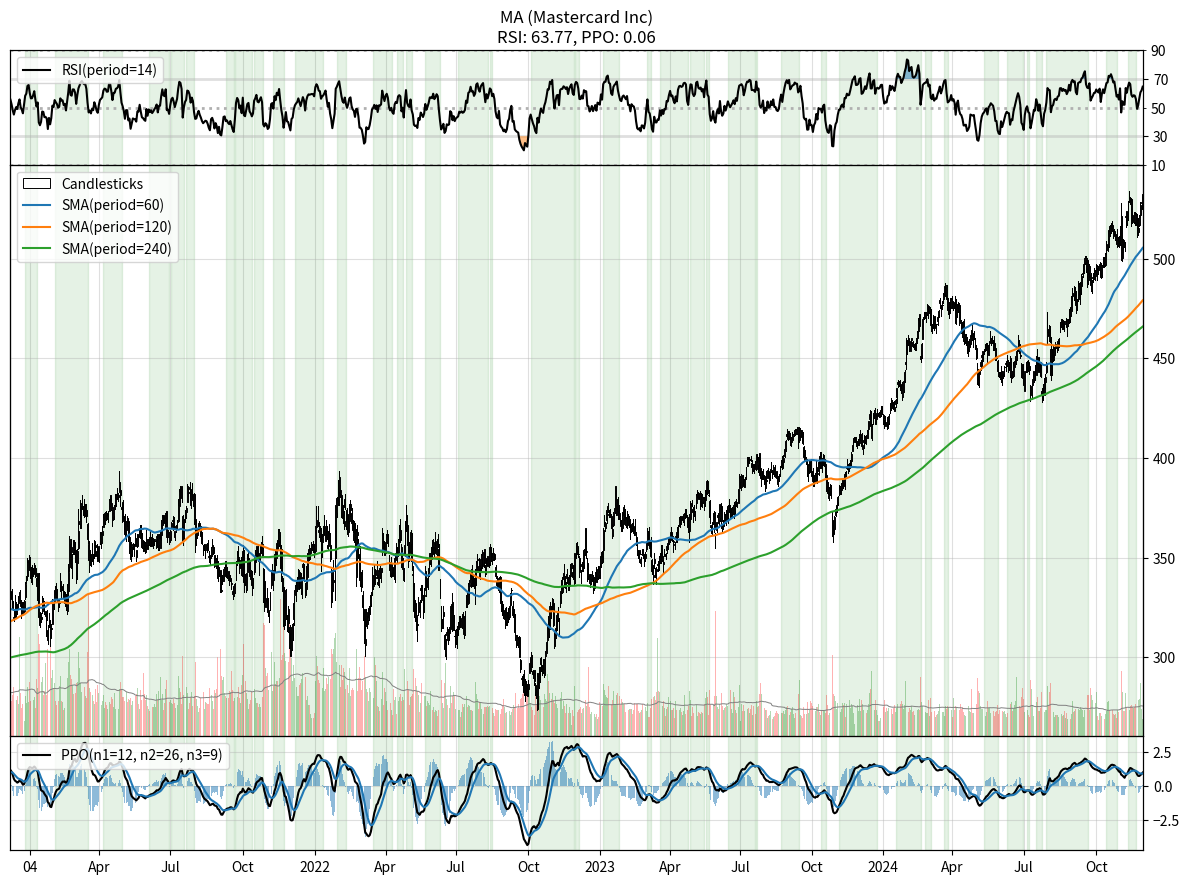 MA (Mastercard Inc)
RSI: 63.77, PPO: 0.06
RSI(period=14)
90
70
50
30
10
Candlesticks
SMA(period=60)
SMA(period=120)
SMA(period=240)
500
450
400
350
300
PPO(n1=12, n2=26, n3=9)
2.5
0.0
−2.5
04 Apr Jul Oct 2022 Apr Jul Oct 2023 Apr Jul Oct 2024 Apr Jul Oct